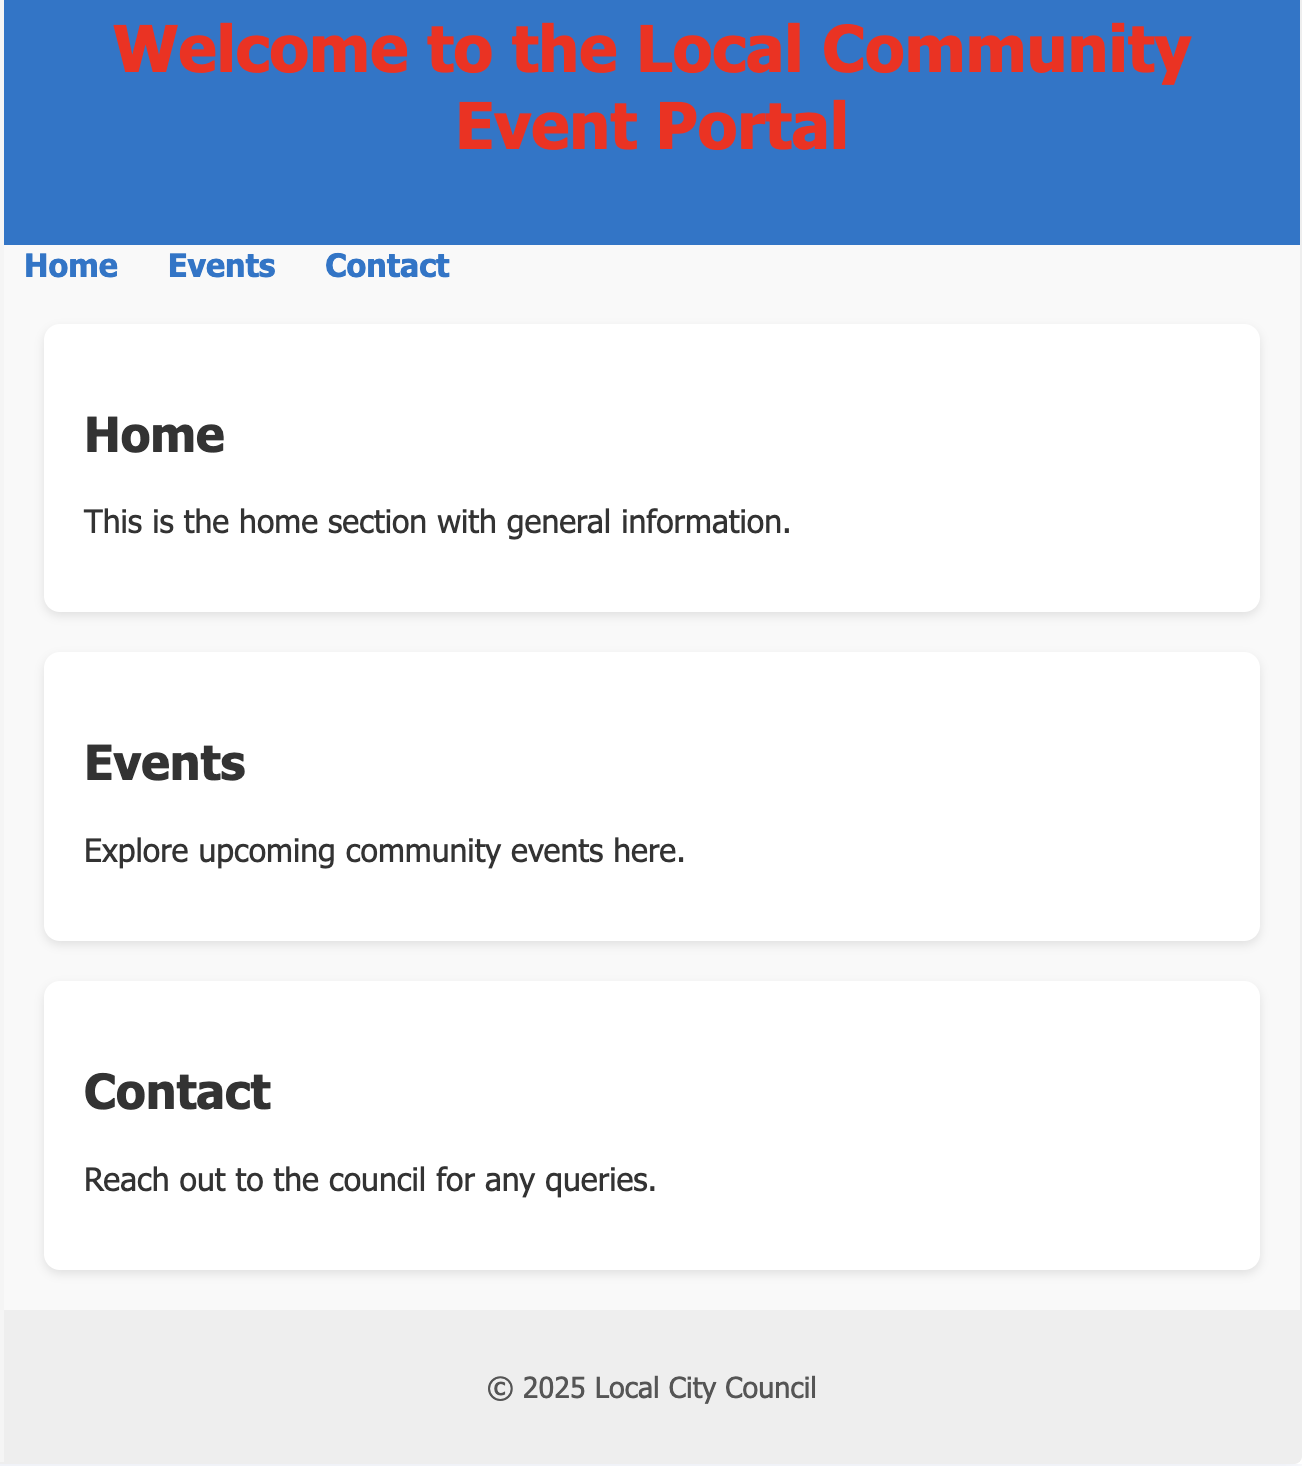 Welcome to the Local Community
Event Portal
Home Events Contact
Home
This is the home section with general information.
Events
Explore upcoming community events here.
Contact
Reach out to the council for any queries.
© 2025 Local City Council